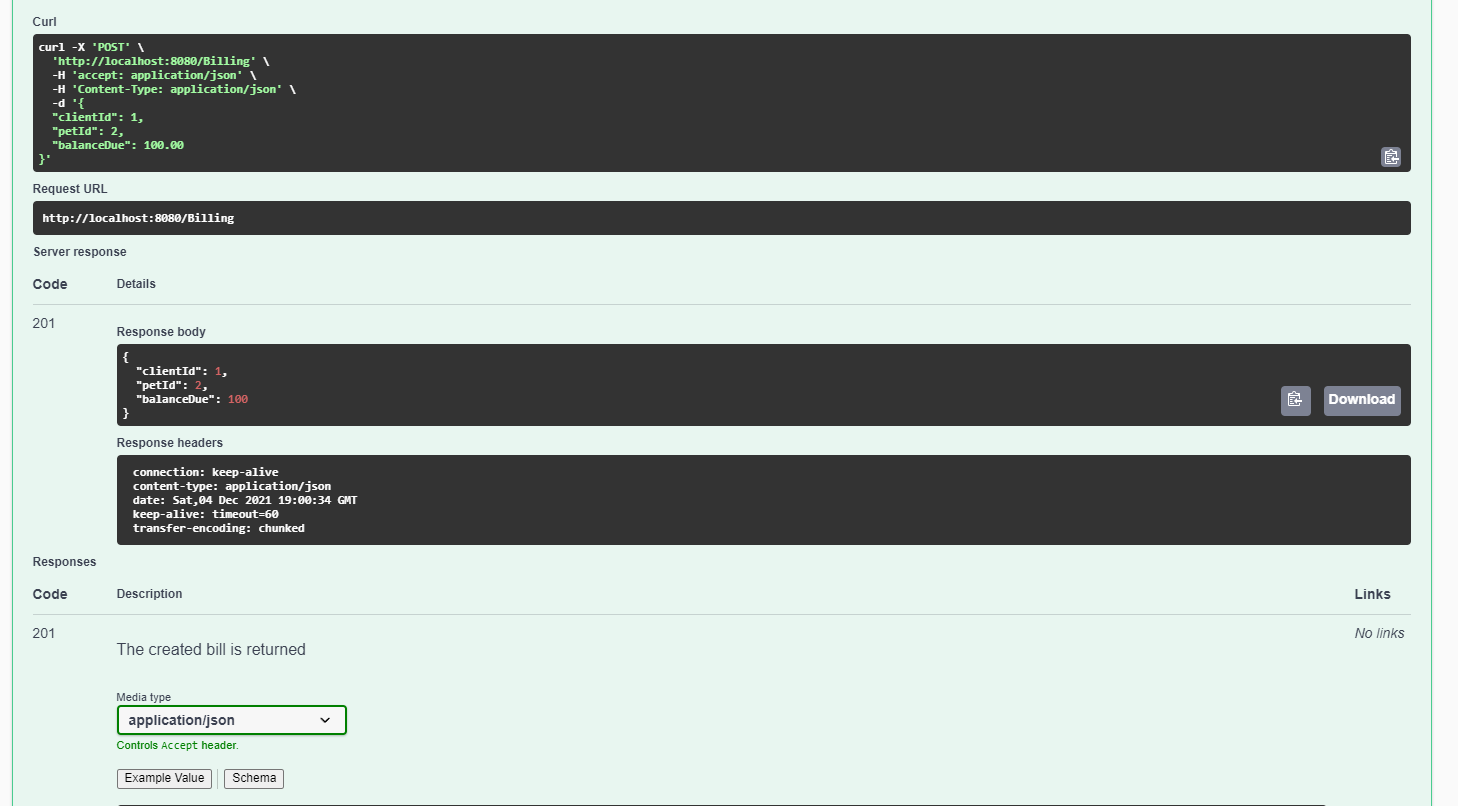 Curl
curl -X 'POST' \
  'http://localhost:8080/Billing' \
  -H 'accept: application/json' \
  -H 'Content-Type: application/json' \
  -d '{
  "clientId": 1,
  "petId": 2,
  "balanceDue": 100.00
}'
Request URL
http://localhost:8080/Billing
Server response
Code Details
201
Response body
{
  "clientId": 1,
  "petId": 2,
  "balanceDue": 100
}
Download
Response headers
connection: keep-alive
content-type: application/json
date: Sat,04 Dec 2021 19:00:34 GMT
keep-alive: timeout=60
transfer-encoding: chunked
Responses
Code Description Links
201 No links
The created bill is returned
Media type
application/json
Controls Accept header.
Example Value Schema